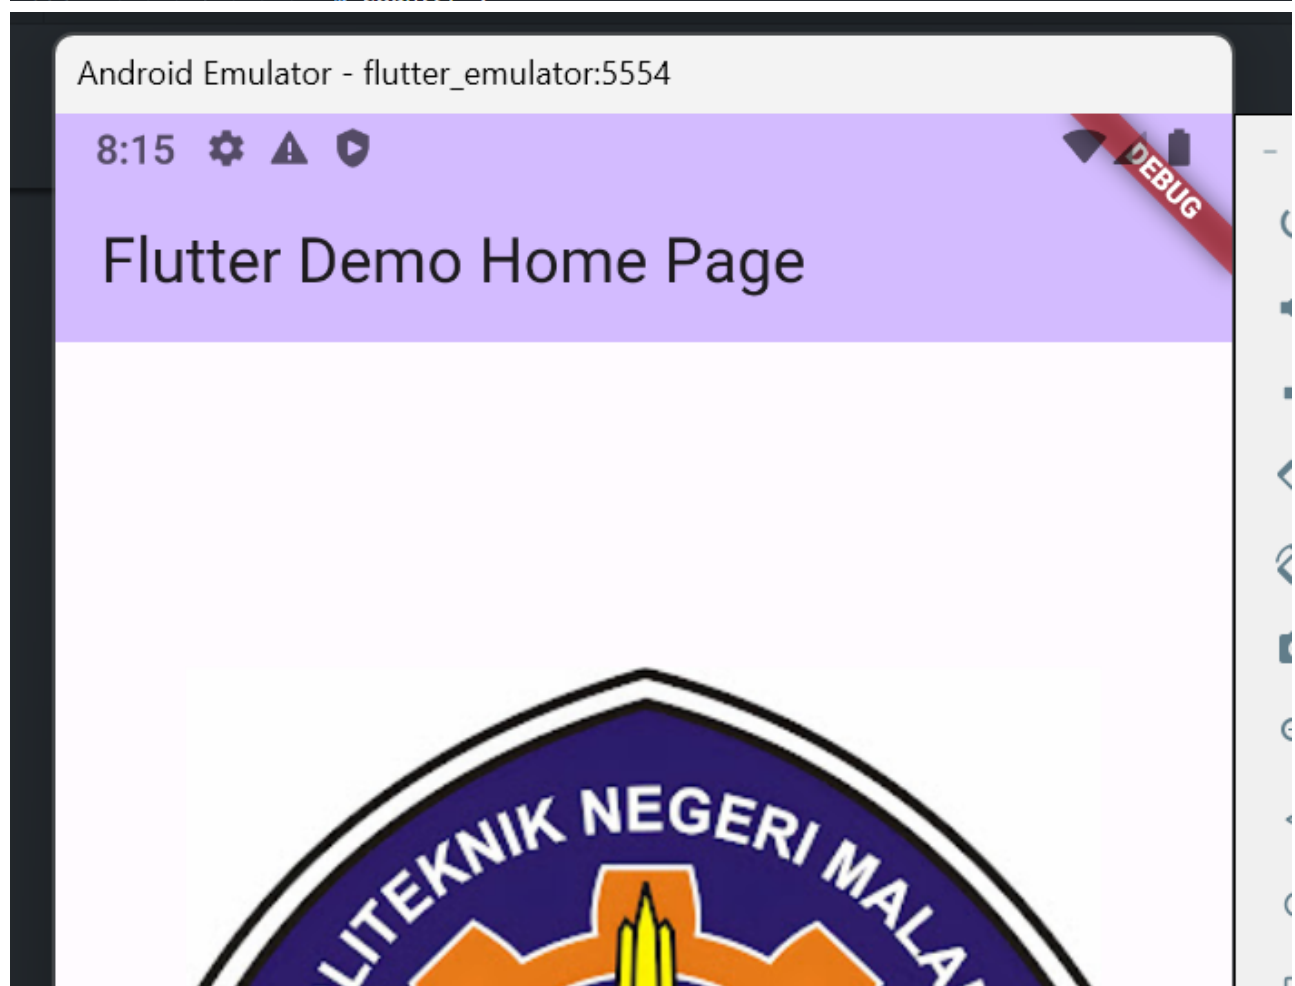 Android Emulator - flutter_emulator:5554
8:15
DEBUG
Flutter Demo Home Page
LITEKNIK NEGERI MALA